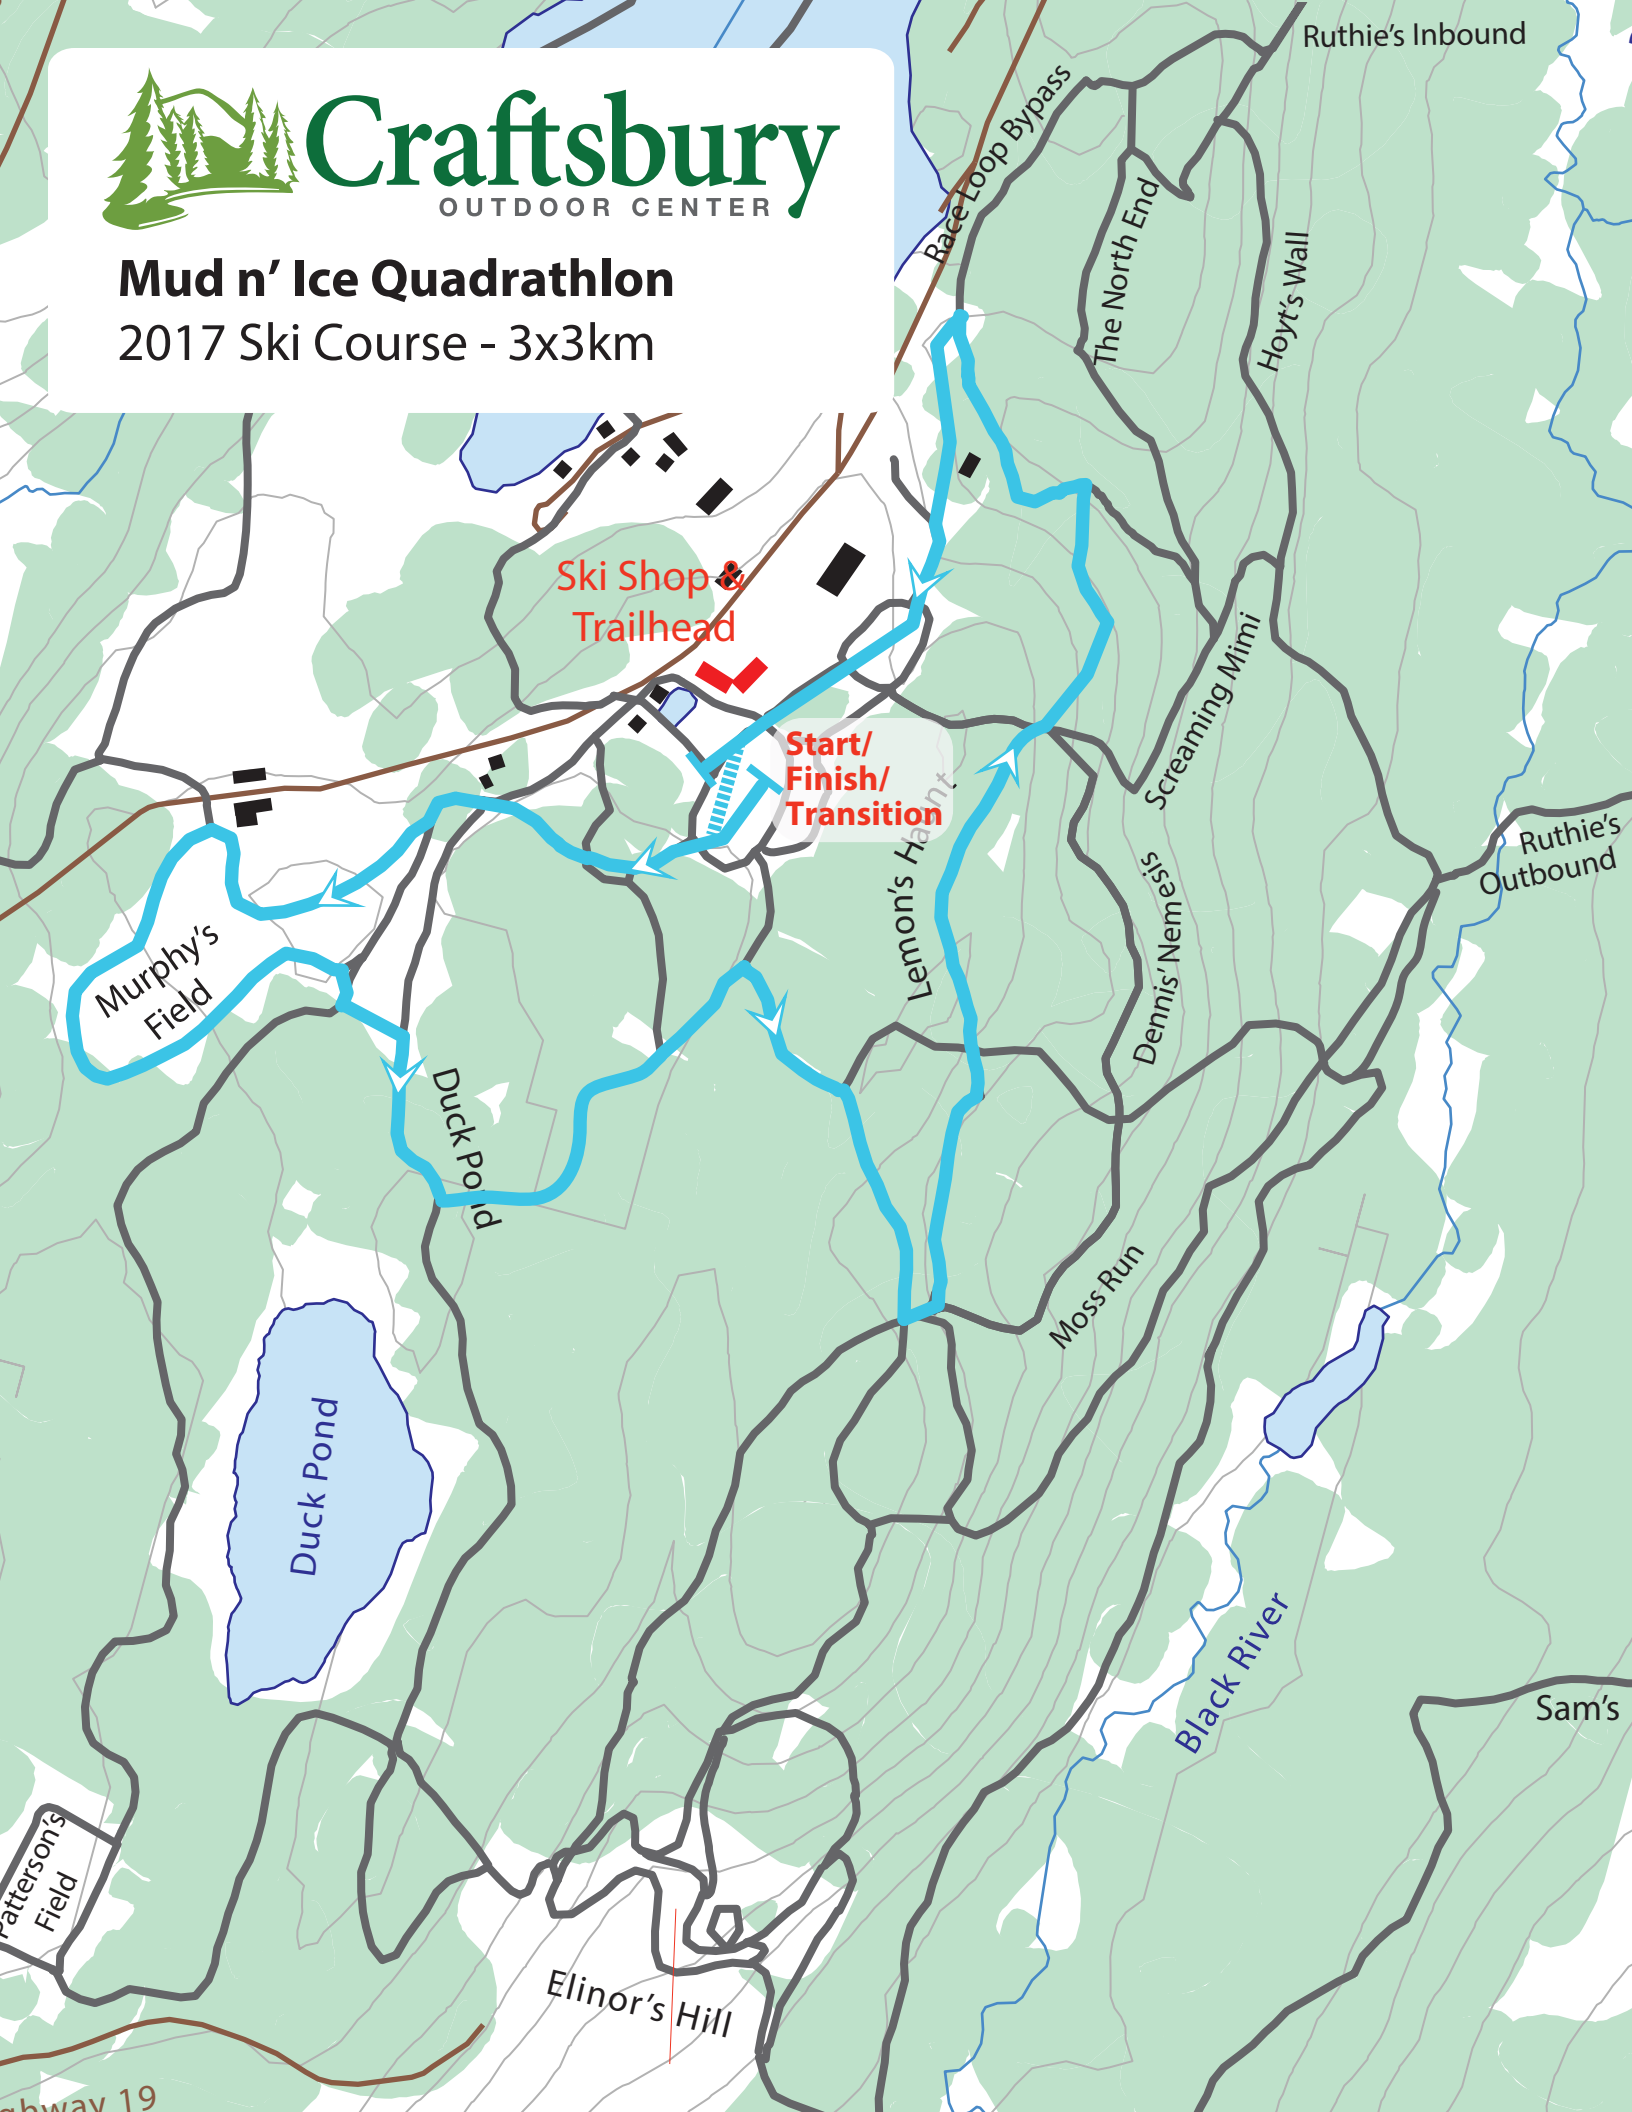 Craftsbury
OUTDOOR CENTER
Mud n’ Ice Quadrathlon
2017 Ski Course - 3x3km
Ruthie’s Inbound
Race Loop Bypass
The North End
Hoyt’s Wall
Ski Shop &
Trailhead
Screaming Mimi
Start/
Finish/
Transition
Lemon’s Haunt
Dennis’ Nemesis
Ruthie’s
Outbound
Murphy’s
Field
Duck Pond
Moss Run
Duck Pond
Black River
Sam’s
Patterson’s
Field
Elinor’s Hill
ghway 19